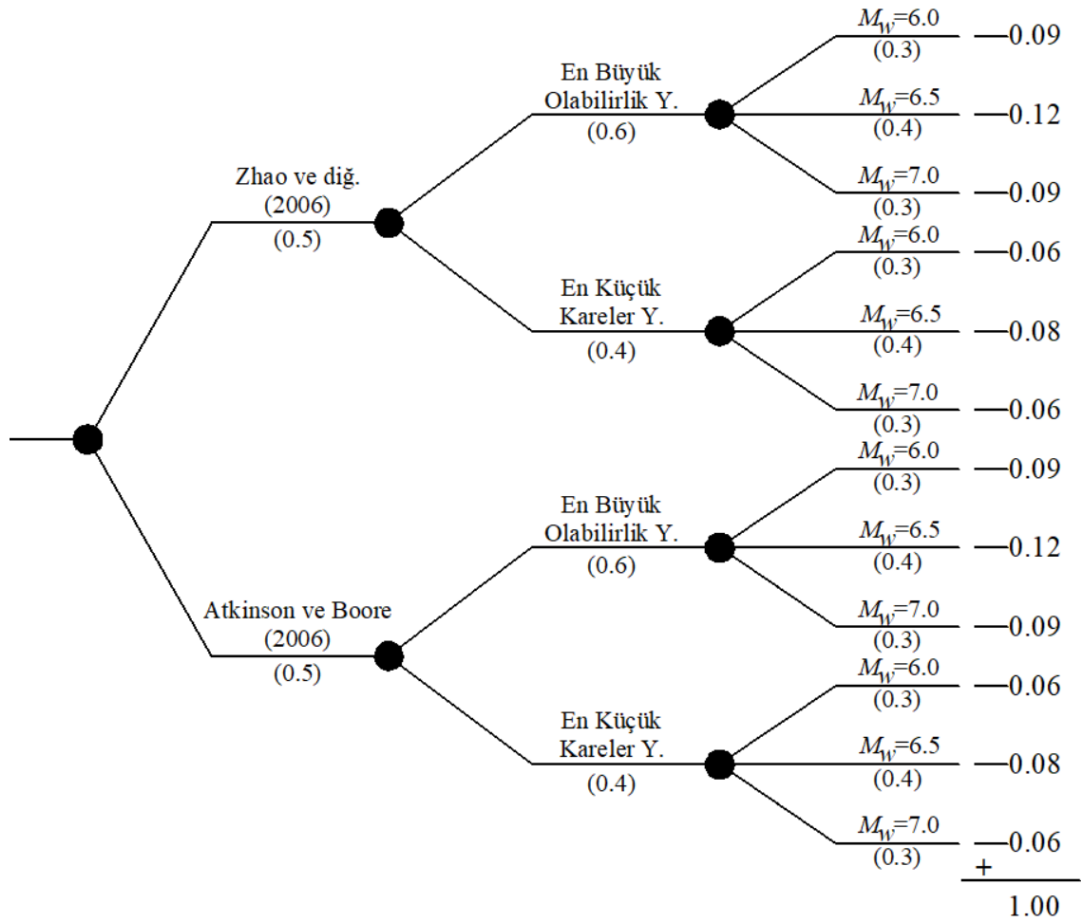 Mw=6.0
(0.3)
0.09
En Büyük
Olabilirlik Y.
(0.6)
Mw=6.5
(0.4)
0.12
Mw=7.0
(0.3)
0.09
Zhao ve diğ.
(2006)
(0.5)
Mw=6.0
(0.3)
0.06
En Küçük
Kareler Y.
(0.4)
Mw=6.5
(0.4)
0.08
Mw=7.0
(0.3)
0.06
Mw=6.0
(0.3)
0.09
En Büyük
Olabilirlik Y.
(0.6)
Mw=6.5
(0.4)
0.12
Mw=7.0
(0.3)
0.09
Atkinson ve Boore
(2006)
(0.5)
Mw=6.0
(0.3)
0.06
En Küçük
Kareler Y.
(0.4)
Mw=6.5
(0.4)
0.08
Mw=7.0
(0.3)
0.06
+
1.00